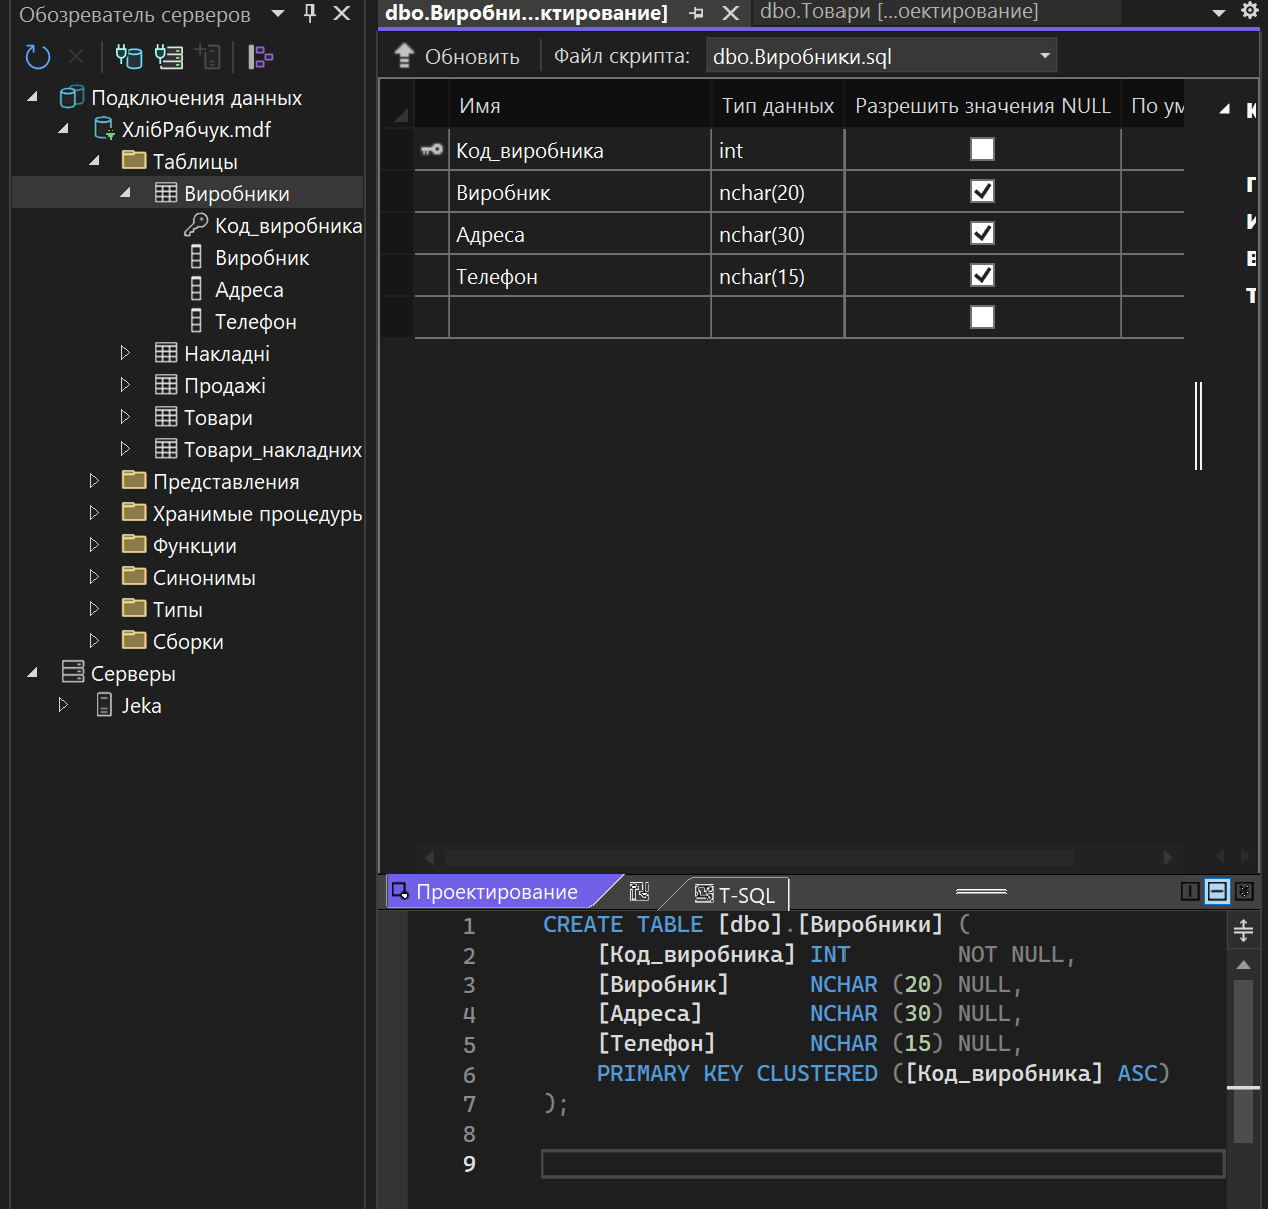 Обозреватель серверов
Подключения данных
ХлібРябчук.mdf
Таблицы
Виробники
Код_виробника
Виробник
Адреса
Телефон
Накладні
Продажі
Товари
Товари_накладних
Представления
Хранимые процедурь
Функции
Синонимы
Типы
Сборки
Серверы
Jeka
dbo.Виробни...ктирование]
dbo.Товари [...оектирование]
Обновить
Файл скрипта:
dbo.Виробники.sql
Имя Тип данных Разрешить значения NULL По ум
Код_виробника int
Виробник nchar(20)
Адреса nchar(30)
Телефон nchar(15)
Проектирование
T-SQL
1 CREATE TABLE [dbo].[Виробники] (
2 [Код_виробника] INT NOT NULL,
3 [Виробник] NCHAR (20) NULL,
4 [Адреса] NCHAR (30) NULL,
5 [Телефон] NCHAR (15) NULL,
6 PRIMARY KEY CLUSTERED ([Код_виробника] ASC)
7 );
8
9